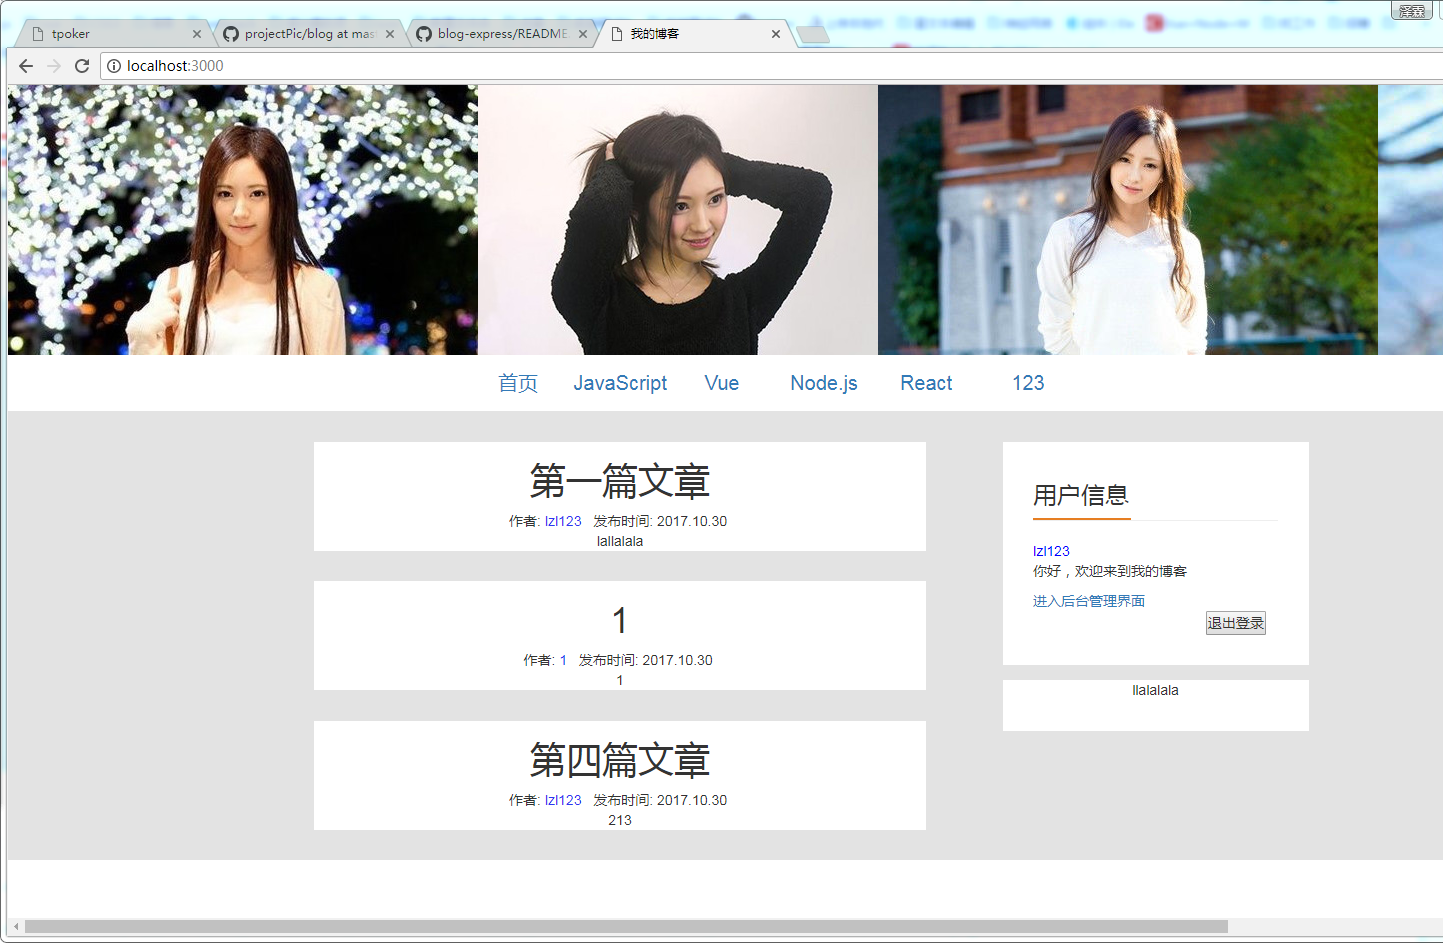 泽霖
tpoker
projectPic/blog at mas
blog-express/README.
我的博客
localhost:3000
首页 JavaScript Vue Node.js React 123
第一篇文章
作者: lzl123 发布时间: 2017.10.30
lallalala
1
作者: 1 发布时间: 2017.10.30
1
第四篇文章
作者: lzl123 发布时间: 2017.10.30
213
用户信息
lzl123
你好，欢迎来到我的博客
进入后台管理界面
退出登录
llalalala